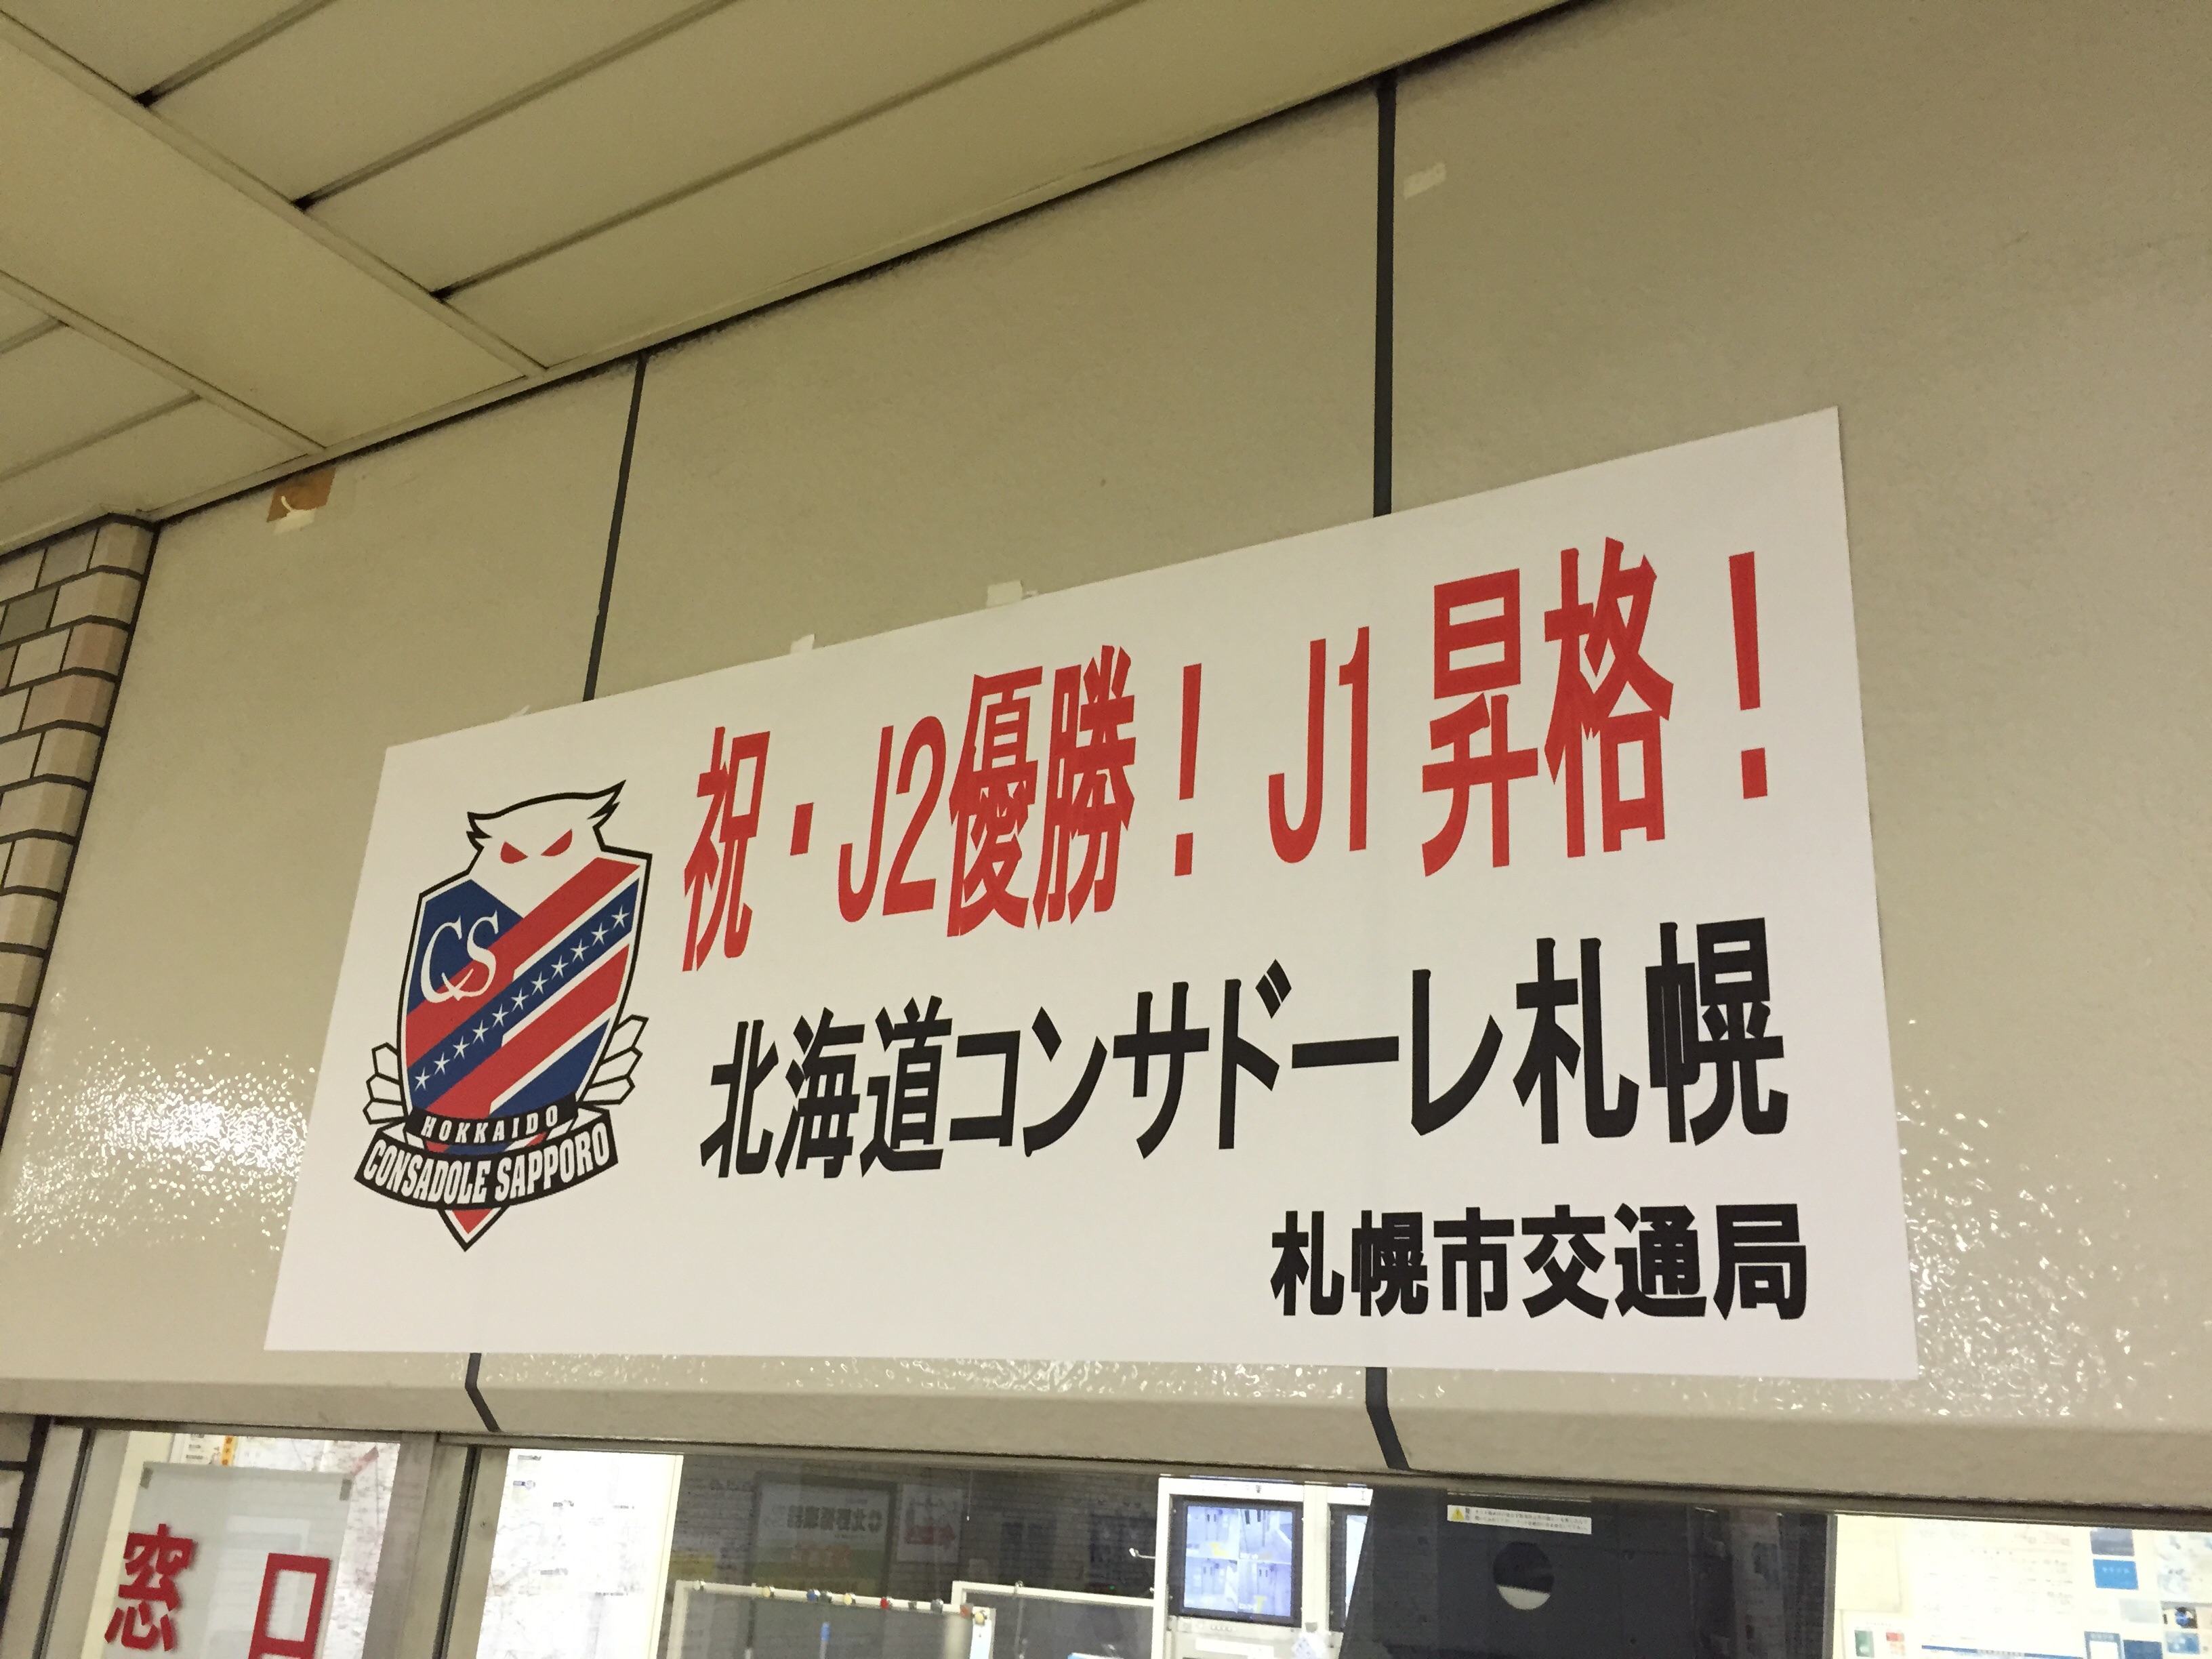 祝・J2優勝！J1昇格！
北海道コンサドーレ札幌
札幌市交通局
CS
HOKKAIDO
CONSADOLE SAPPORO
窓口